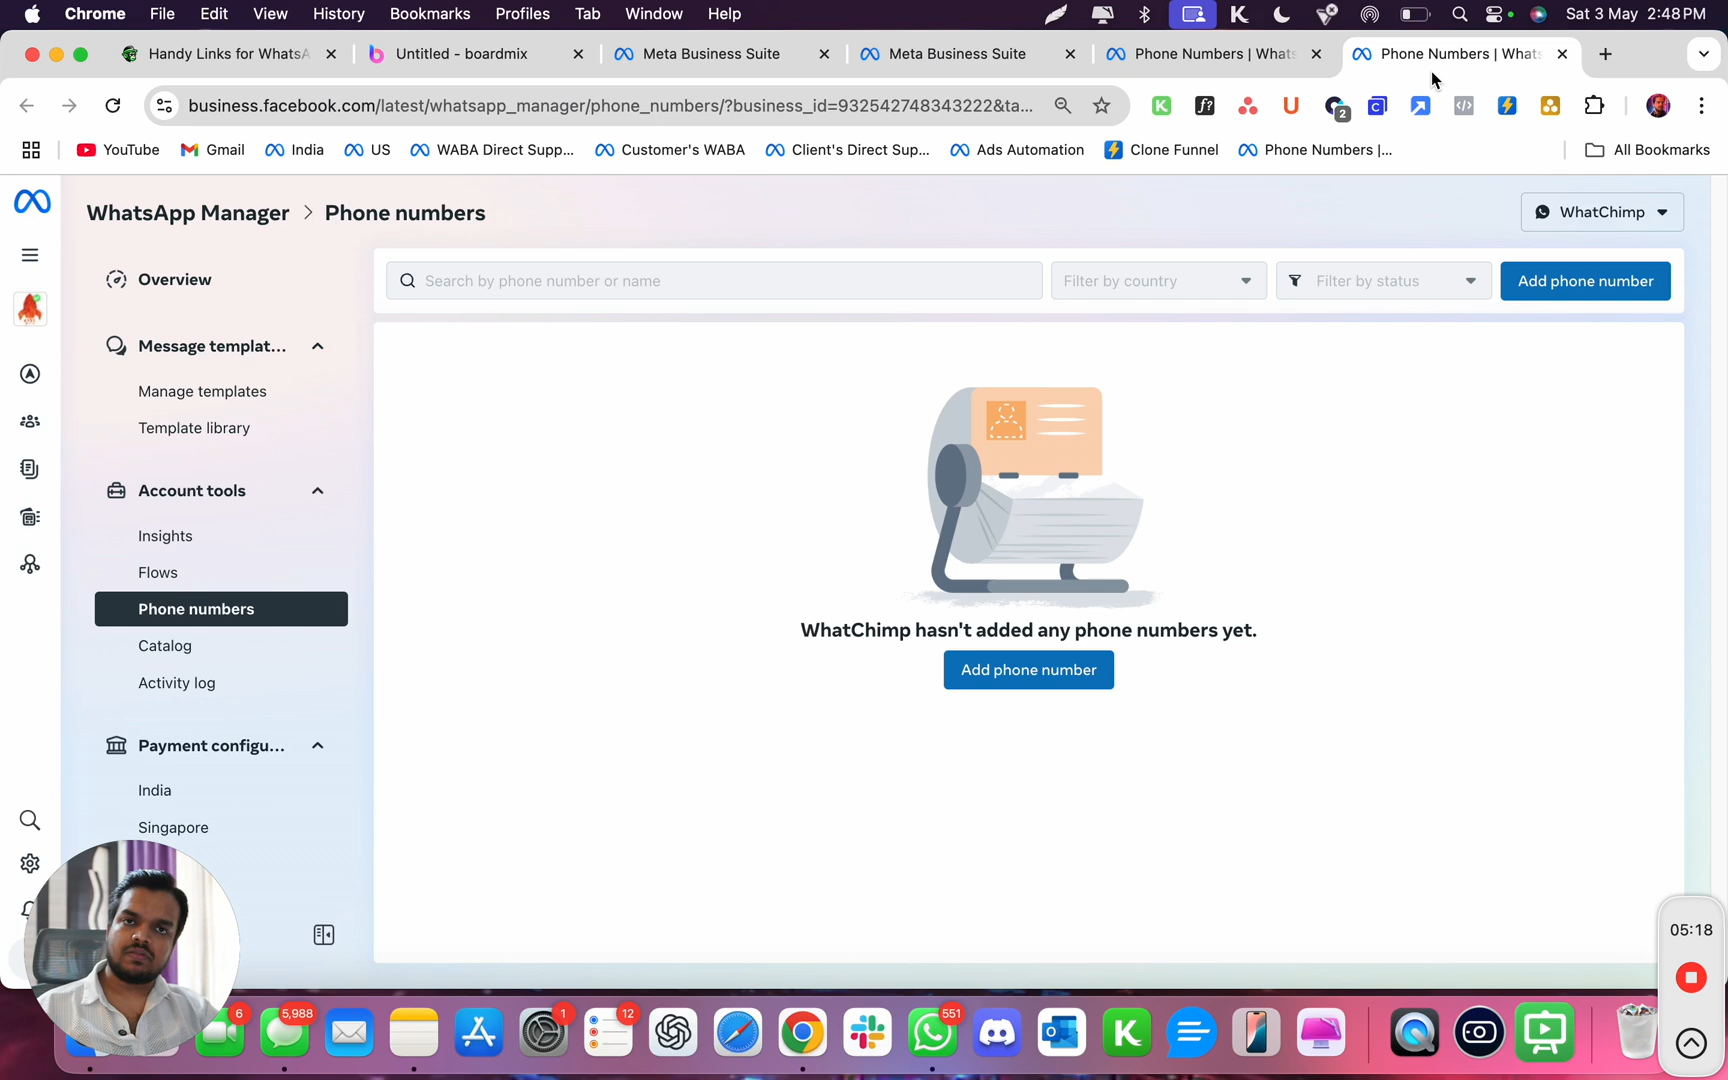 Chrome File Edit View History Bookmarks Profiles Tab Window Help K Sat 3 May 2:48 PM
Handy Links for WhatsA Untitled - boardmix Meta Business Suite Meta Business Suite Phone Numbers | Whats Phone Numbers | Whats
business.facebook.com/latest/whatsapp_manager/phone_numbers/?business_id=932542748343222&ta... K f? U 2
YouTube Gmail India US WABA Direct Supp... Customer's WABA Client's Direct Sup... Ads Automation Clone Funnel Phone Numbers |... All Bookmarks
WhatsApp Manager > Phone numbers
WhatChimp
Overview
Search by phone number or name
Filter by country
Filter by status
Add phone number
Message templat...
Manage templates
Template library
Account tools
Insights
Flows
Phone numbers
Catalog
Activity log
Payment configu...
India
Singapore
WhatChimp hasn't added any phone numbers yet.
Add phone number
05:18
6 5,988 1 12 551 K